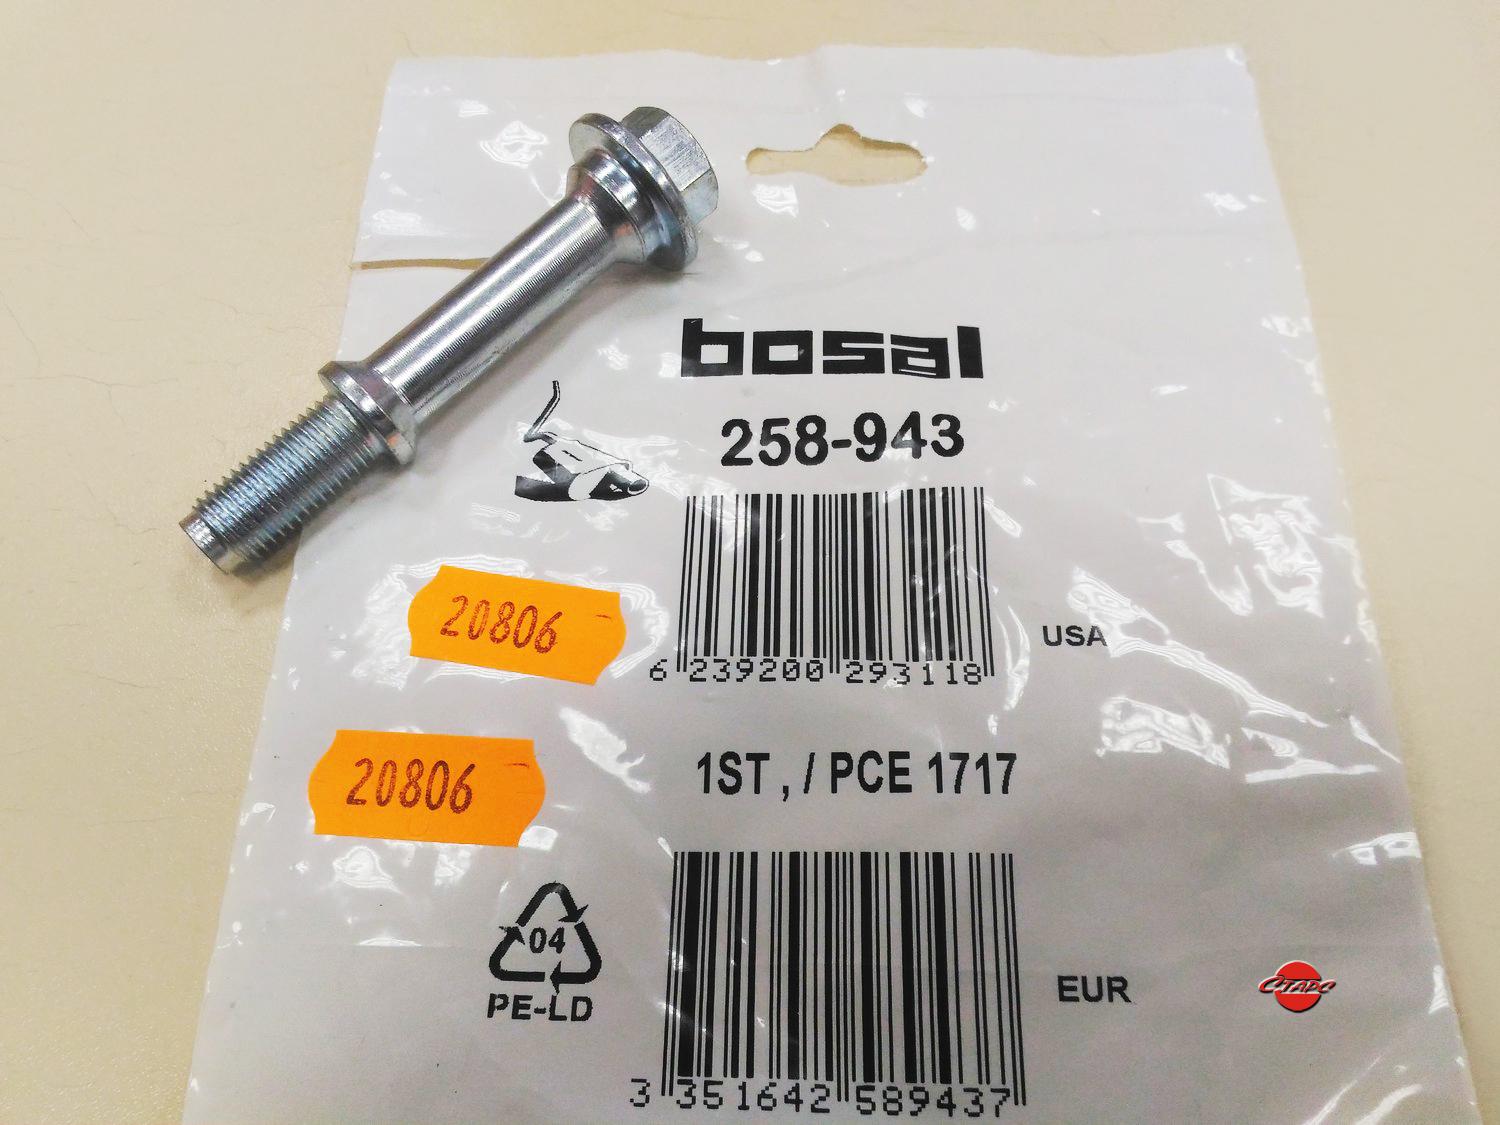 bosal
258-943
20806
6 239200 293118
USA
20806
1ST , / PCE 1717
04
PE-LD
EUR
СТАРС
3 351642 589437